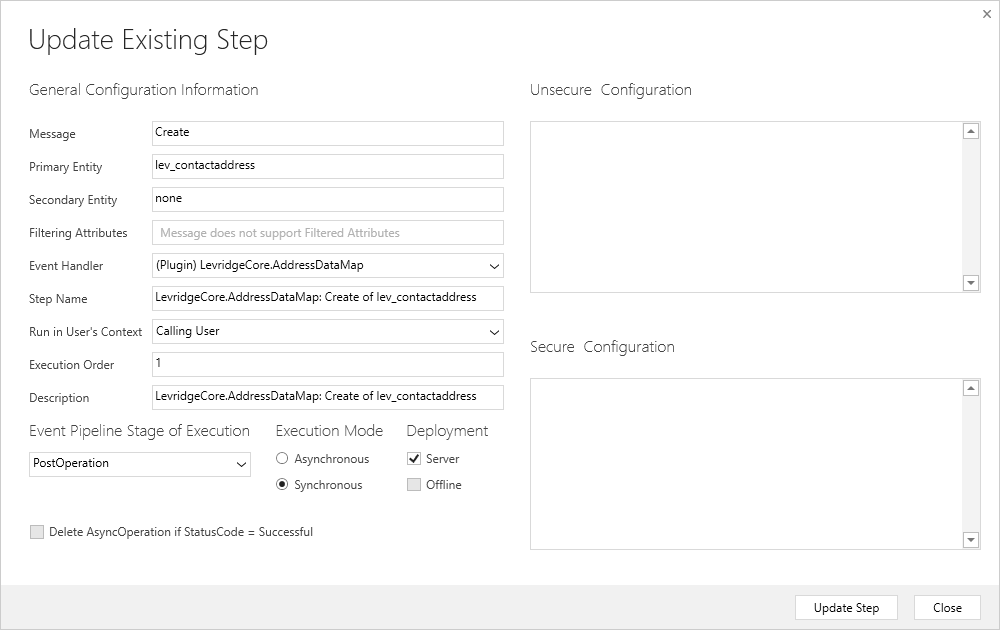 Update Existing Step
General Configuration Information
Message Create
Primary Entity lev_contactaddress
Secondary Entity none
Filtering Attributes Message does not support Filtered Attributes
Event Handler (Plugin) LevridgeCore.AddressDataMap
Step Name LevridgeCore.AddressDataMap: Create of lev_contactaddress
Run in User's Context Calling User
Execution Order 1
Description LevridgeCore.AddressDataMap: Create of lev_contactaddress
Event Pipeline Stage of Execution Execution Mode Deployment
Asynchronous Server
PostOperation
Synchronous Offline
Delete AsyncOperation if StatusCode = Successful
Unsecure Configuration
Secure Configuration
Update Step Close